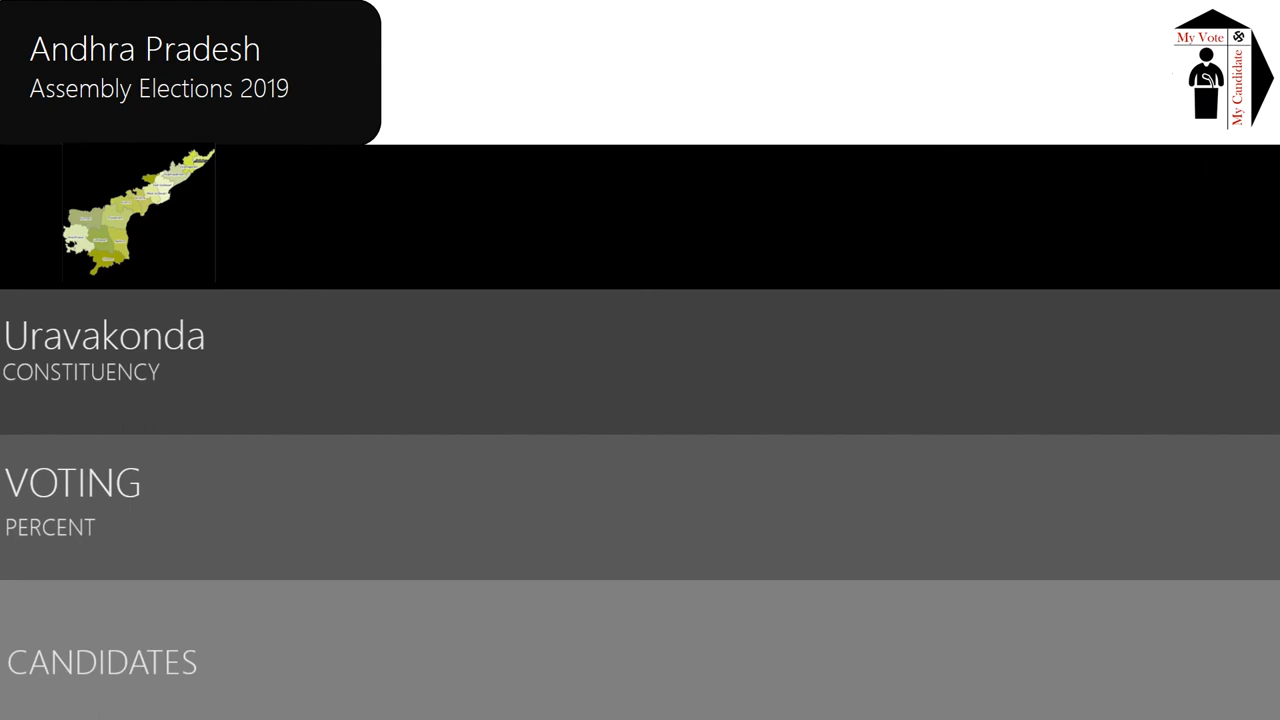 Andhra Pradesh
Assembly Elections 2019
My Vote
My Candidate
Uravakonda
CONSTITUENCY
VOTING
PERCENT
CANDIDATES